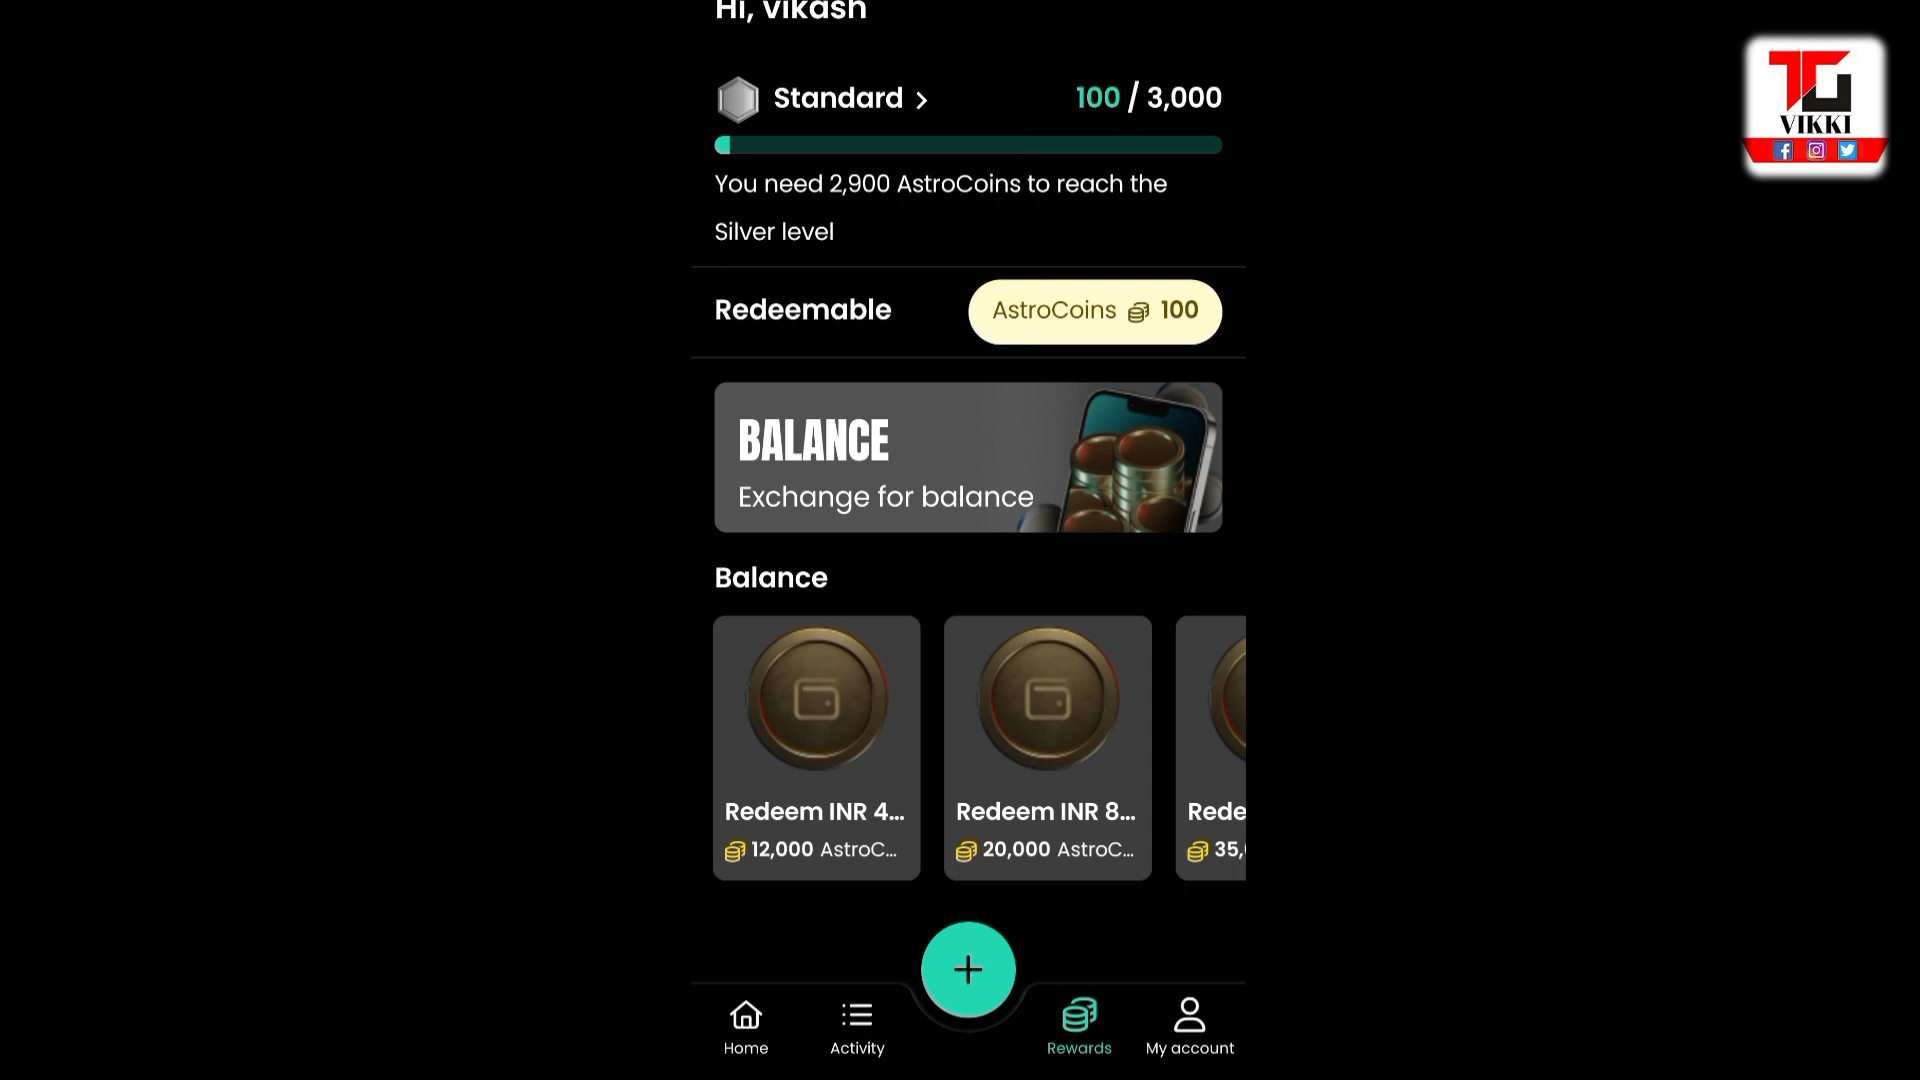 Hi, vikash
Standard
100 / 3,000
You need 2,900 AstroCoins to reach the
Silver level
Redeemable
AstroCoins 100
BALANCE
Exchange for balance
Balance
Redeem INR 4...
12,000 AstroC...
Redeem INR 8...
20,000 AstroC...
Rede
35,
Home
Activity
Rewards
My account
TG
VIKKI